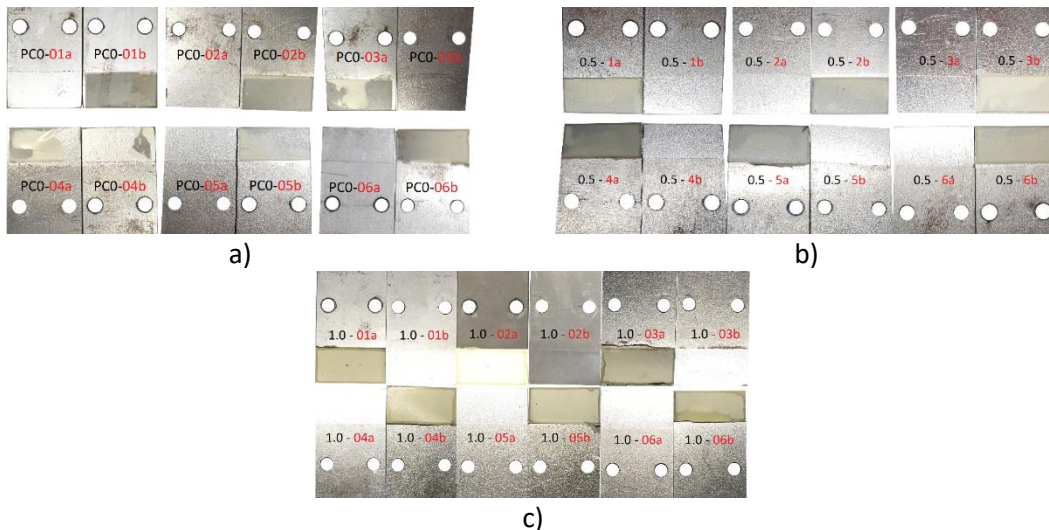 PC0-01a PC0-01b PC0-02a PC0-02b PC0-03a
PC0-04a PC0-04b PC0-05a PC0-05b PC0-06a PC0-06b
a)
0.5 - 1a 0.5 - 1b 0.5 - 2a 0.5 - 2b 0.5 - 3a 0.5 - 3b
0.5 - 4a 0.5 - 4b 0.5 - 5a 0.5 - 5b 0.5 - 6a 0.5 - 6b
b)
1.0 - 01a 1.0 - 01b 1.0 - 02a 1.0 - 02b 1.0 - 03a 1.0 - 03b
1.0 - 04a 1.0 - 04b 1.0 - 05a 1.0 - 05b 1.0 - 06a 1.0 - 06b
c)